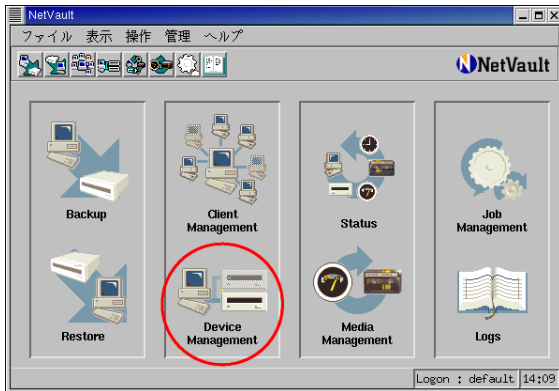 NetVault
ファイル 表示 操作 管理 ヘルプ
NetVault
Backup
Client
Management
Status
Job
Management
Restore
Device
Management
Media
Management
Logs
Logon : default 14:09